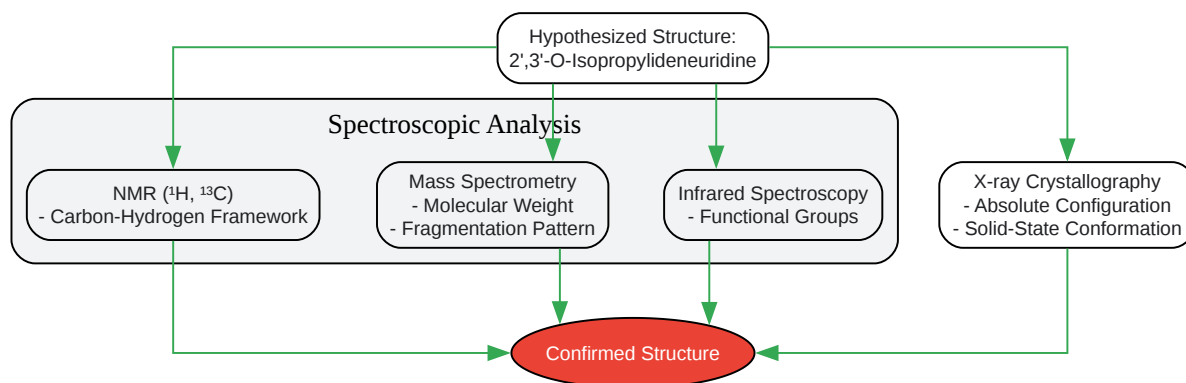 Hypothesized Structure:
2',3'-O-Isopropylideneuridine
Spectroscopic Analysis
NMR (¹H, ¹³C)
- Carbon-Hydrogen Framework
Mass Spectrometry
- Molecular Weight
- Fragmentation Pattern
Infrared Spectroscopy
- Functional Groups
X-ray Crystallography
- Absolute Configuration
- Solid-State Conformation
Confirmed Structure